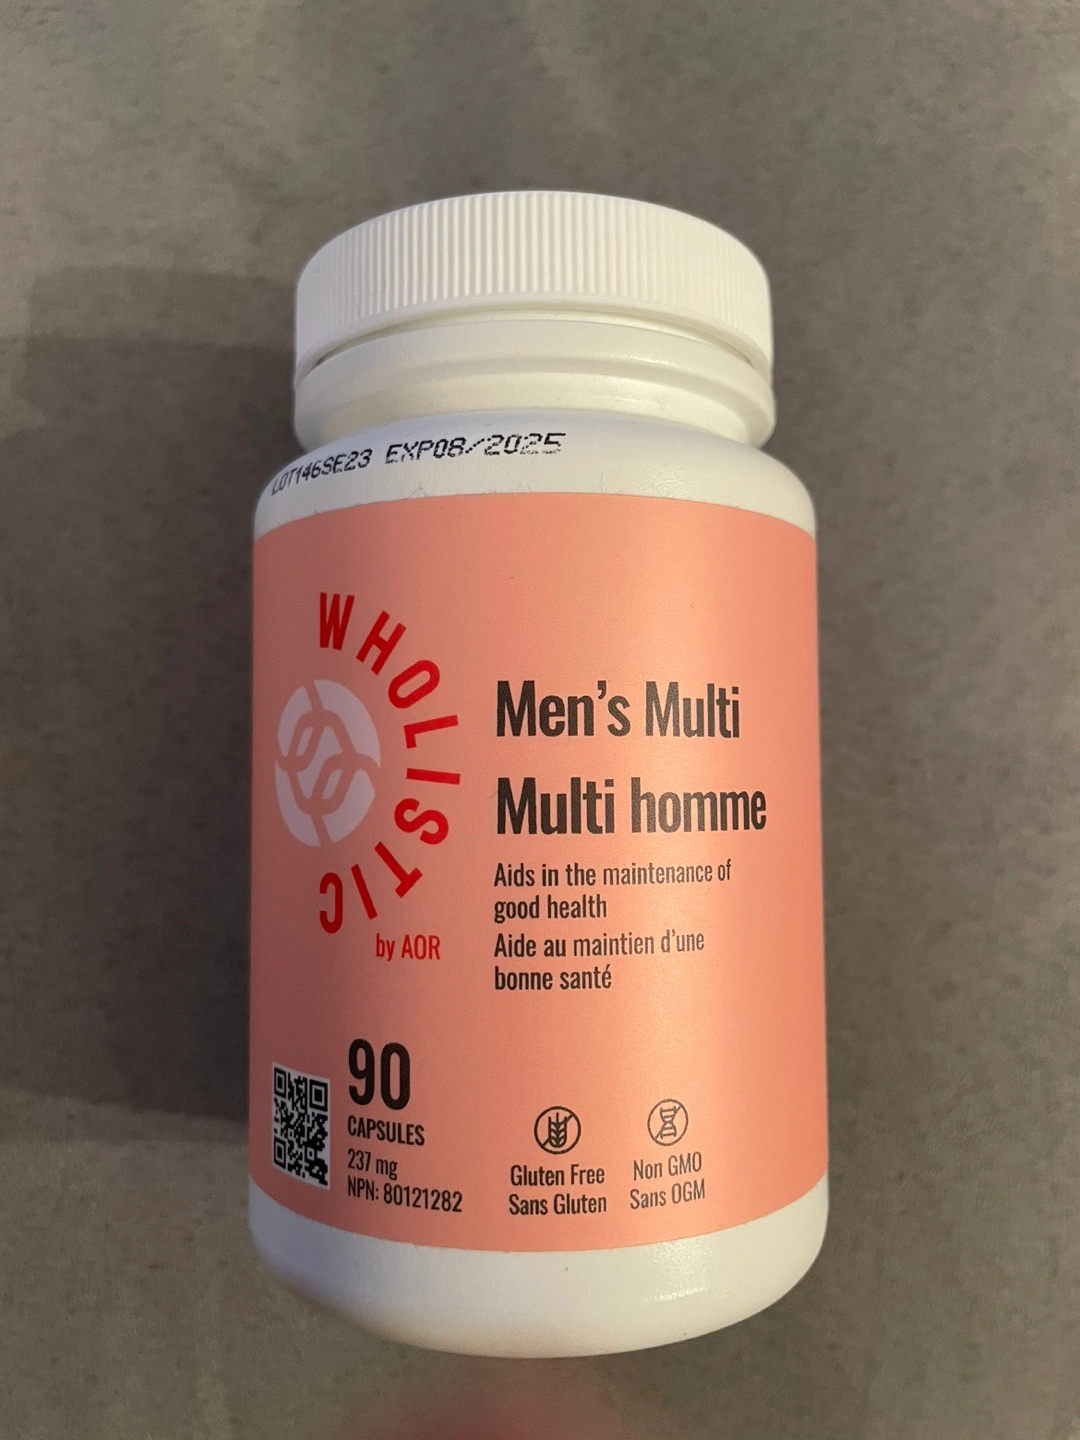 LOT146SE23 EXP08/2025
WHOLISTIC
by AOR
Men's Multi
Multi homme
Aids in the maintenance of
good health
Aide au maintien d'une
bonne santé
90
CAPSULES
237 mg
NPN: 80121282
Gluten Free
Sans Gluten
Non GMO
Sans OGM